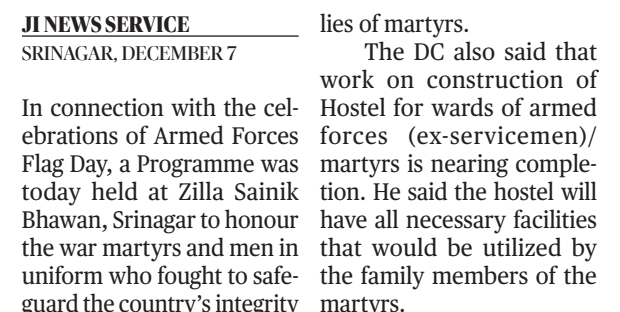 JI NEWS SERVICE
SRINAGAR, DECEMBER 7
In connection with the cel-
ebrations of Armed Forces
Flag Day, a Programme was
today held at Zilla Sainik
Bhawan, Srinagar to honour
the war martyrs and men in
uniform who fought to safe-
guard the country's integrity
lies of martyrs.
The DC also said that
work on construction of
Hostel for wards of armed
forces (ex-servicemen)/
martyrs is nearing comple-
tion. He said the hostel will
have all necessary facilities
that would be utilized by
the family members of the
martyrs.